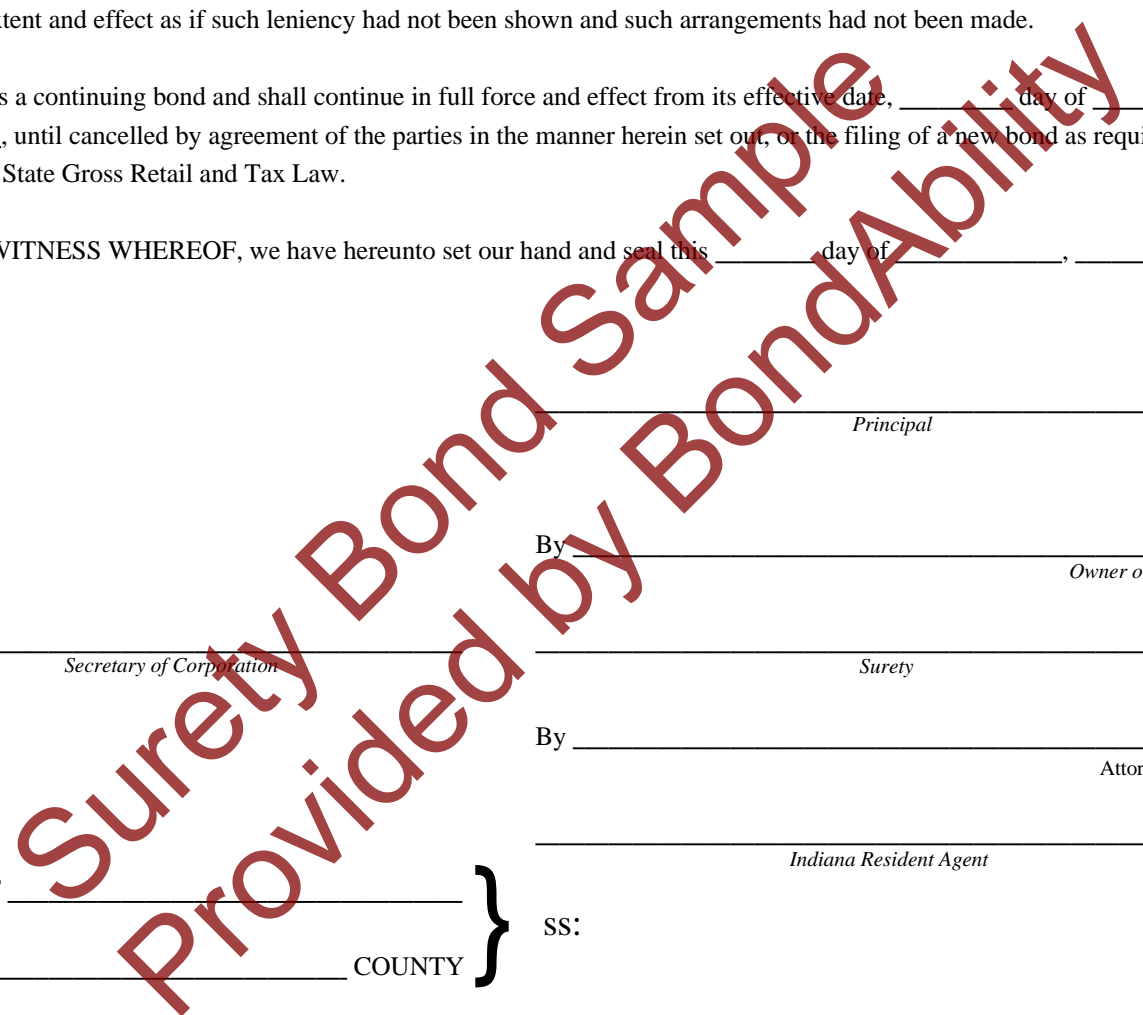 tent and effect as if such leniency had not been shown and such arrangements had not been made.
s a continuing bond and shall continue in full force and effect from its effective date, _______ day of ____
, until cancelled by agreement of the parties in the manner herein set out, or the filing of a new bond as requi
State Gross Retail and Tax Law.
WITNESS WHEREOF, we have hereunto set our hand and seal this _______ day of ____________, _____
Principal
By
Owner o
Secretary of Corporation
Surety
By
Attor
Indiana Resident Agent
} ss:
COUNTY
Surety Bond Sample
Provided by BondAbility